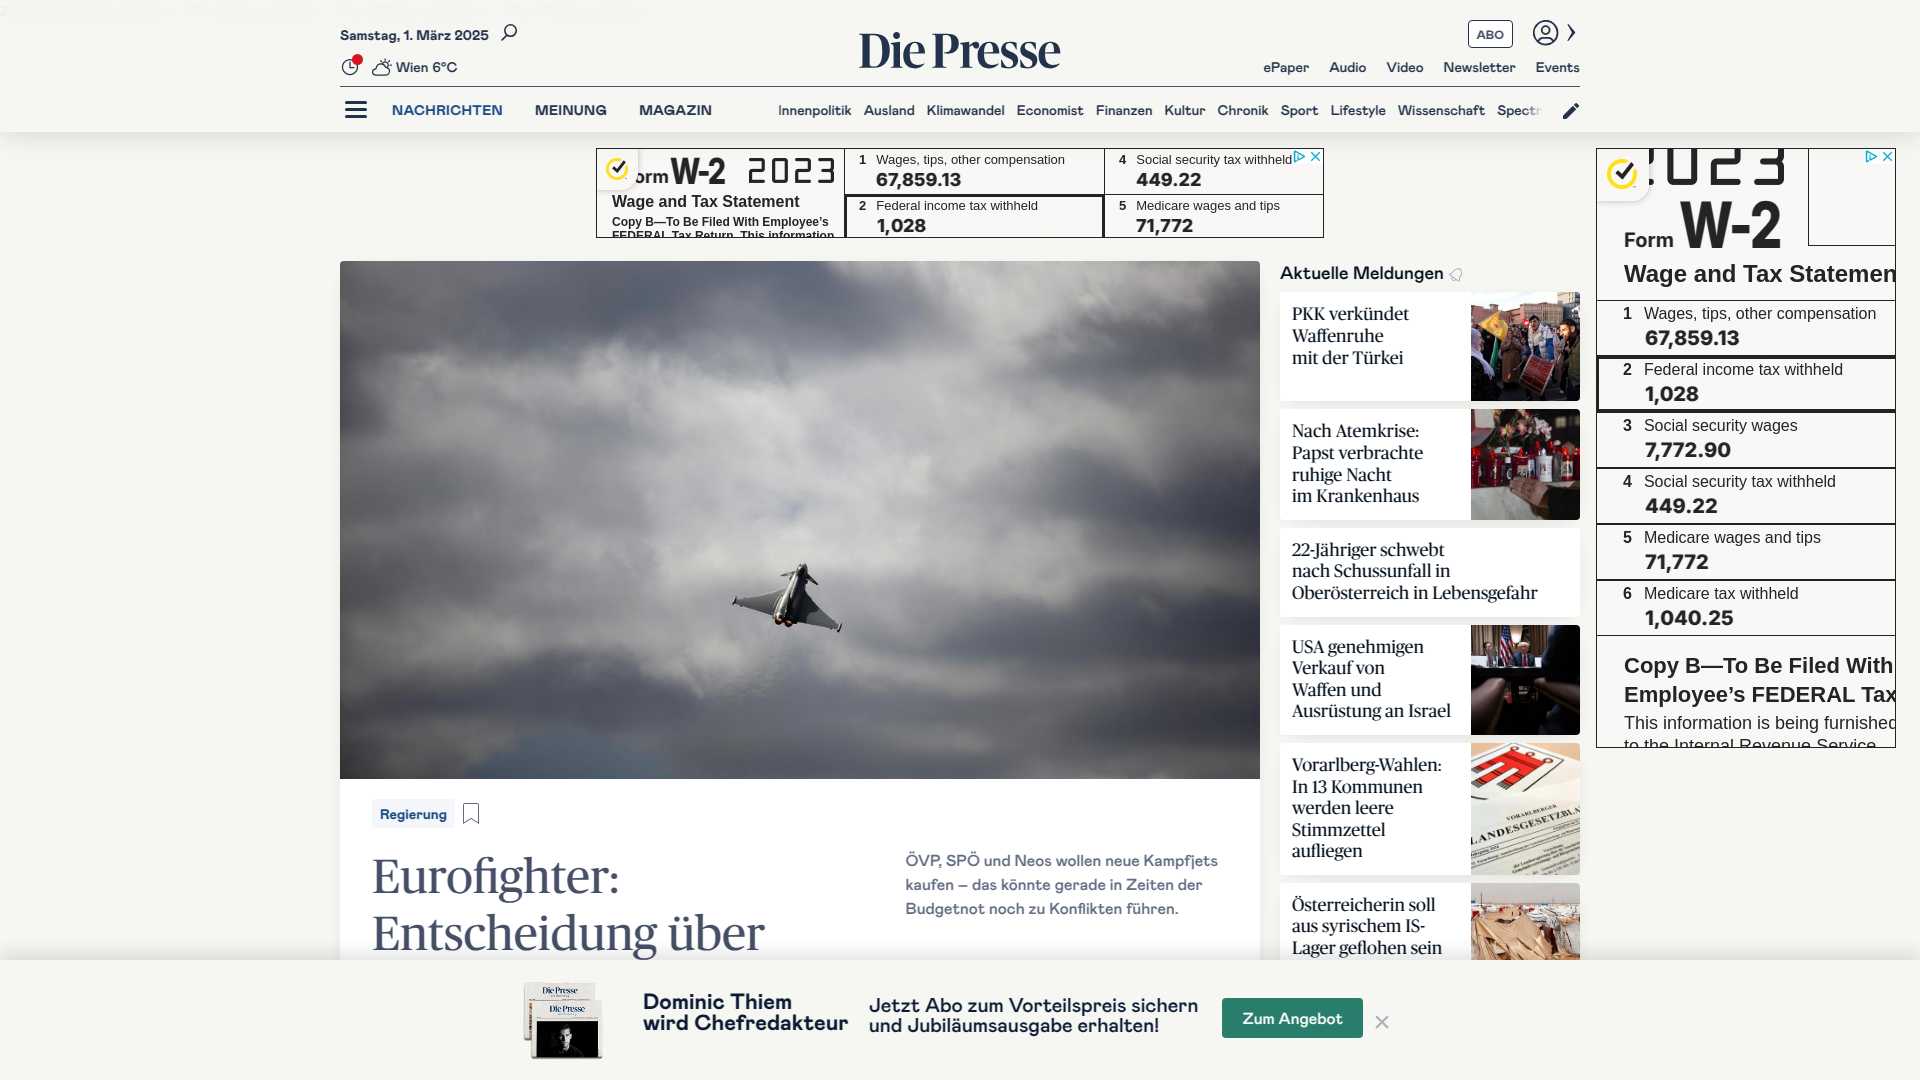 Samstag, 1. März 2025
Die Presse
ABO
Wien 6°C
ePaper
Audio
Video
Newsletter
Events
NACHRICHTEN
MEINUNG
MAGAZIN
Innenpolitik
Ausland
Klimawandel
Economist
Finanzen
Kultur
Chronik
Sport
Lifestyle
Wissenschaft
W-2 2023
Wage and Tax Statement
Copy B—To Be Filed With Employee’s
FEDERAL Tax Return. This information
1 Wages, tips, other compensation
67,859.13
2 Federal income tax withheld
1,028
4 Social security tax withheld
449.22
5 Medicare wages and tips
71,772
2023
Form W-2
Wage and Tax Statemen
1 Wages, tips, other compensation
67,859.13
2 Federal income tax withheld
1,028
3 Social security wages
7,772.90
4 Social security tax withheld
449.22
5 Medicare wages and tips
71,772
6 Medicare tax withheld
1,040.25
Copy B—To Be Filed With
Employee’s FEDERAL Tax
This information is being furnished
to the Internal Revenue Service
Aktuelle Meldungen
PKK verkündet
Waffenruhe
mit der Türkei
Nach Atemkrise:
Papst verbrachte
ruhige Nacht
im Krankenhaus
22-Jähriger schwebt
nach Schussunfall in
Oberösterreich in Lebensgefahr
USA genehmigen
Verkauf von
Waffen und
Ausrüstung an Israel
Vorarlberg-Wahlen:
In 13 Kommunen
werden leere
Stimmzettel
aufliegen
VORARLBERGER
LANDESGESETZBLA
Österreicherin soll
aus syrischem IS-
Lager geflohen sein
Regierung
Eurofighter:
Entscheidung über
ÖVP, SPÖ und Neos wollen neue Kampfjets
kaufen – das könnte gerade in Zeiten der
Budgetnot noch zu Konflikten führen.
Die Presse
Die Presse
Dominic Thiem
wird Chefredakteur
Jetzt Abo zum Vorteilspreis sichern
und Jubiläumsausgabe erhalten!
Zum Angebot